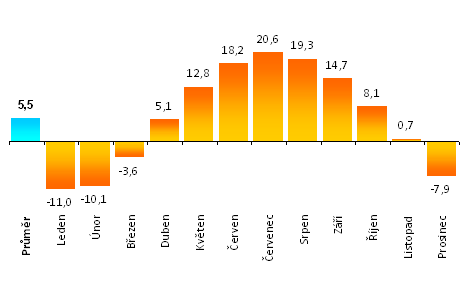 5,5
-11,0
-10,1
-3,6
5,1
12,8
18,2
20,6
19,3
14,7
8,1
0,7
-7,9
Průměr
Leden
Únor
Březen
Duben
Květen
Červen
Červenec
Srpen
Září
Říjen
Listopad
Prosinec